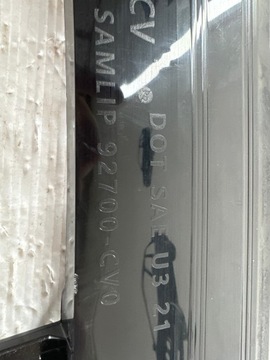 CV ® DOT SAE U3 21
SAMLIP 92700-CV0